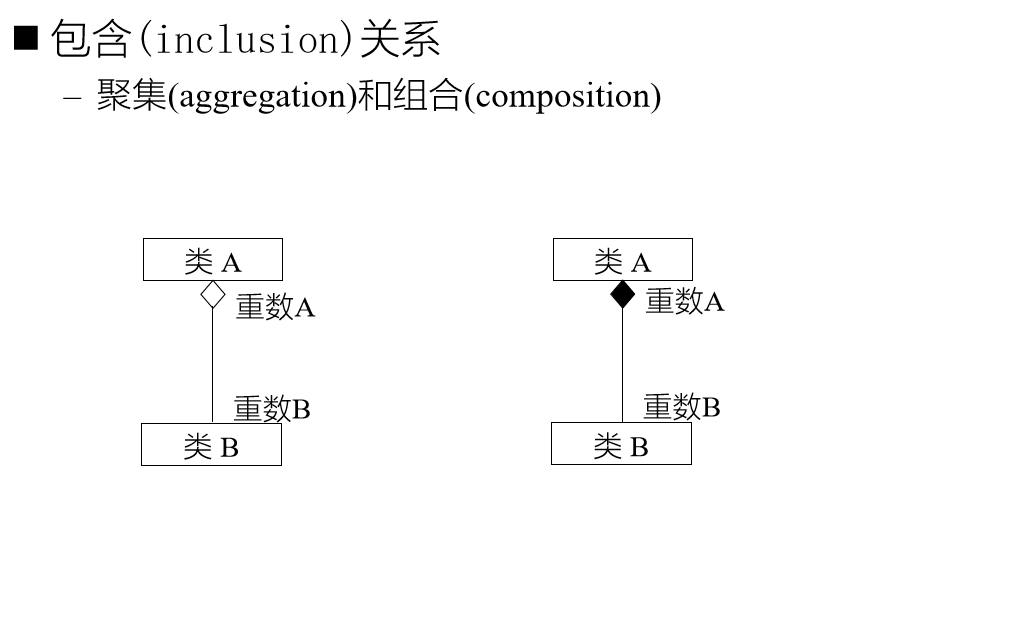 ■ 包含(inclusion)关系
– 聚集(aggregation)和组合(composition)
类 A
重数A
重数B
类 B
类 A
重数A
重数B
类 B